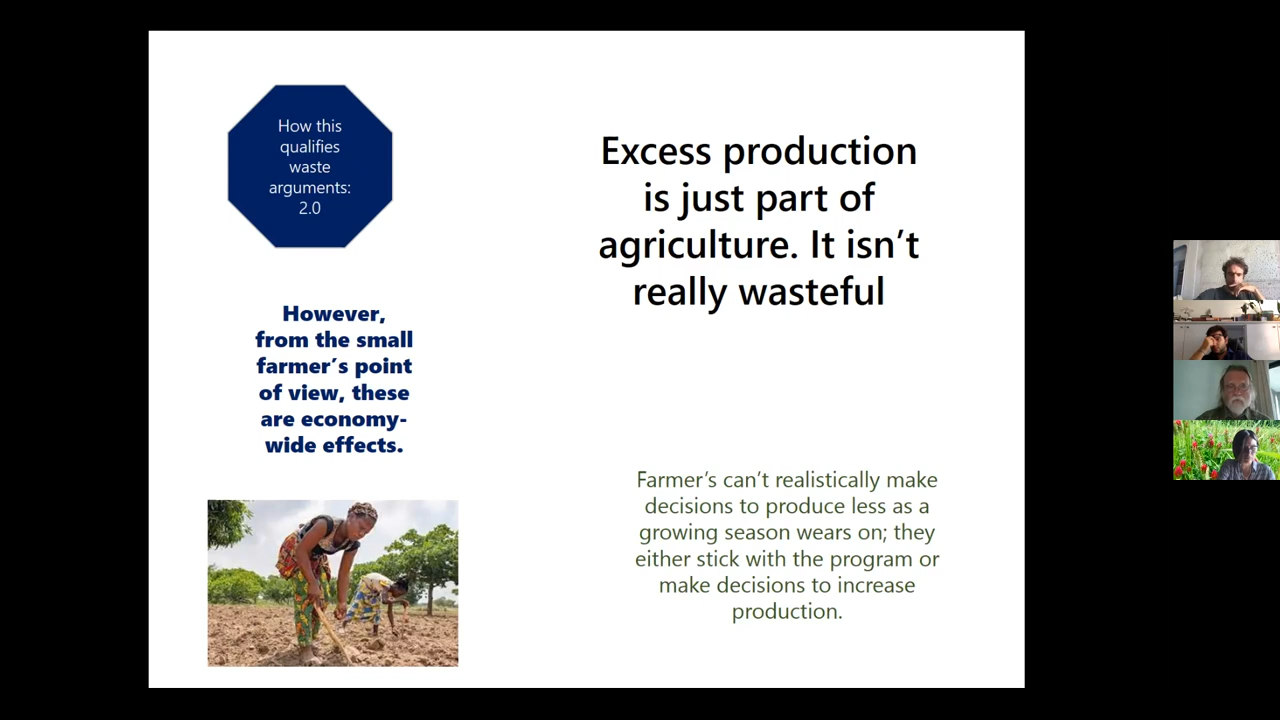 How this
qualifies
waste
arguments:
2.0
However,
from the small
farmer’s point
of view, these
are economy-
wide effects.
Excess production
is just part of
agriculture. It isn’t
really wasteful
Farmer’s can’t realistically make
decisions to produce less as a
growing season wears on; they
either stick with the program or
make decisions to increase
production.